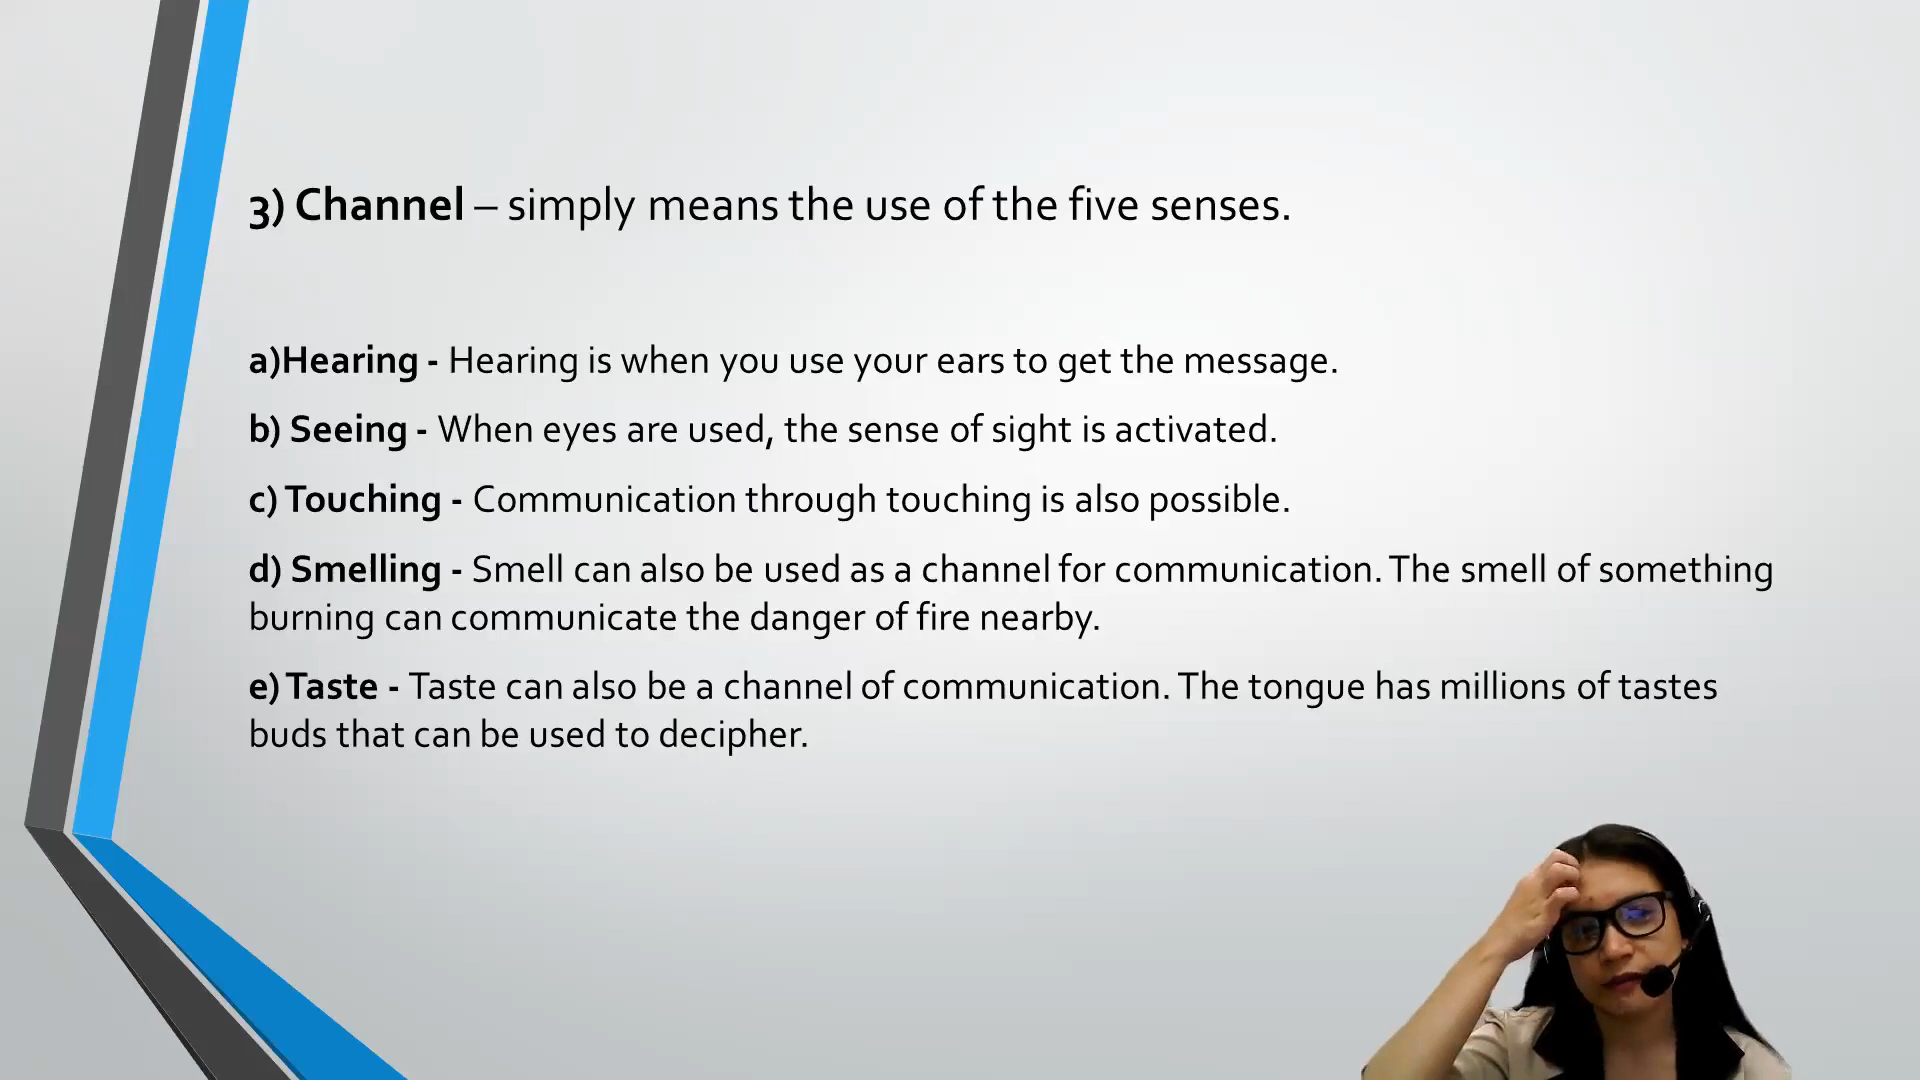 3) Channel – simply means the use of the five senses.
a)Hearing - Hearing is when you use your ears to get the message.
b) Seeing - When eyes are used, the sense of sight is activated.
c) Touching - Communication through touching is also possible.
d) Smelling - Smell can also be used as a channel for communication. The smell of something
burning can communicate the danger of fire nearby.
e) Taste - Taste can also be a channel of communication. The tongue has millions of tastes
buds that can be used to decipher.